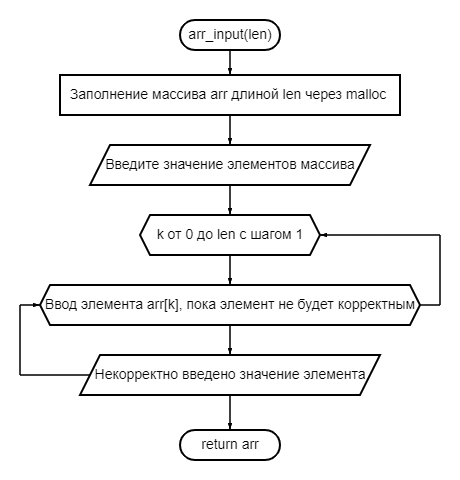 arr_input(len)
Заполнение массива arr длиной len через malloc
Введите значение элементов массива
k от 0 до len с шагом 1
Ввод элемента arr[k], пока элемент не будет корректным
Некорректно введено значение элемента
return arr